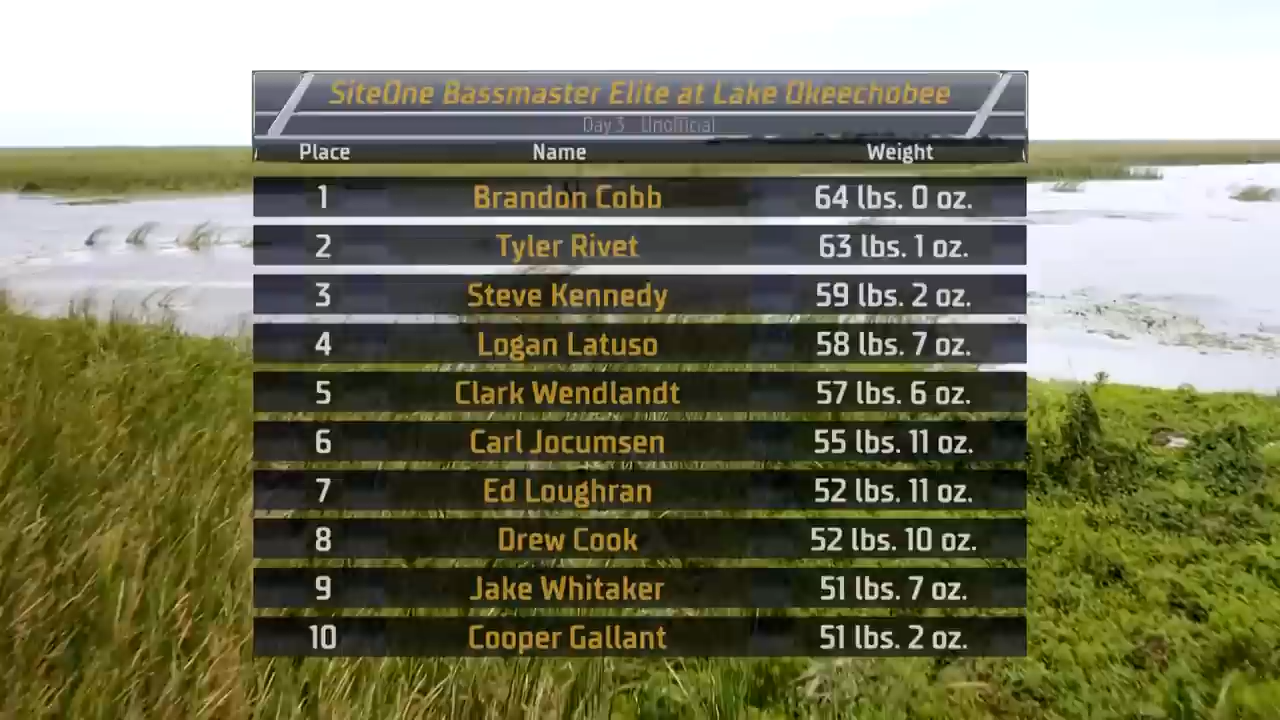 SiteOne Bassmaster Elite at Lake Okeechobee
Day 3 Unofficial
Place Name Weight
1 Brandon Cobb 64 lbs. 0 oz.
2 Tyler Rivet 63 lbs. 1 oz.
3 Steve Kennedy 59 lbs. 2 oz.
4 Logan Latuso 58 lbs. 7 oz.
5 Clark Wendlandt 57 lbs. 6 oz.
6 Carl Jocumsen 55 lbs. 11 oz.
7 Ed Loughran 52 lbs. 11 oz.
8 Drew Cook 52 lbs. 10 oz.
9 Jake Whitaker 51 lbs. 7 oz.
10 Cooper Gallant 51 lbs. 2 oz.